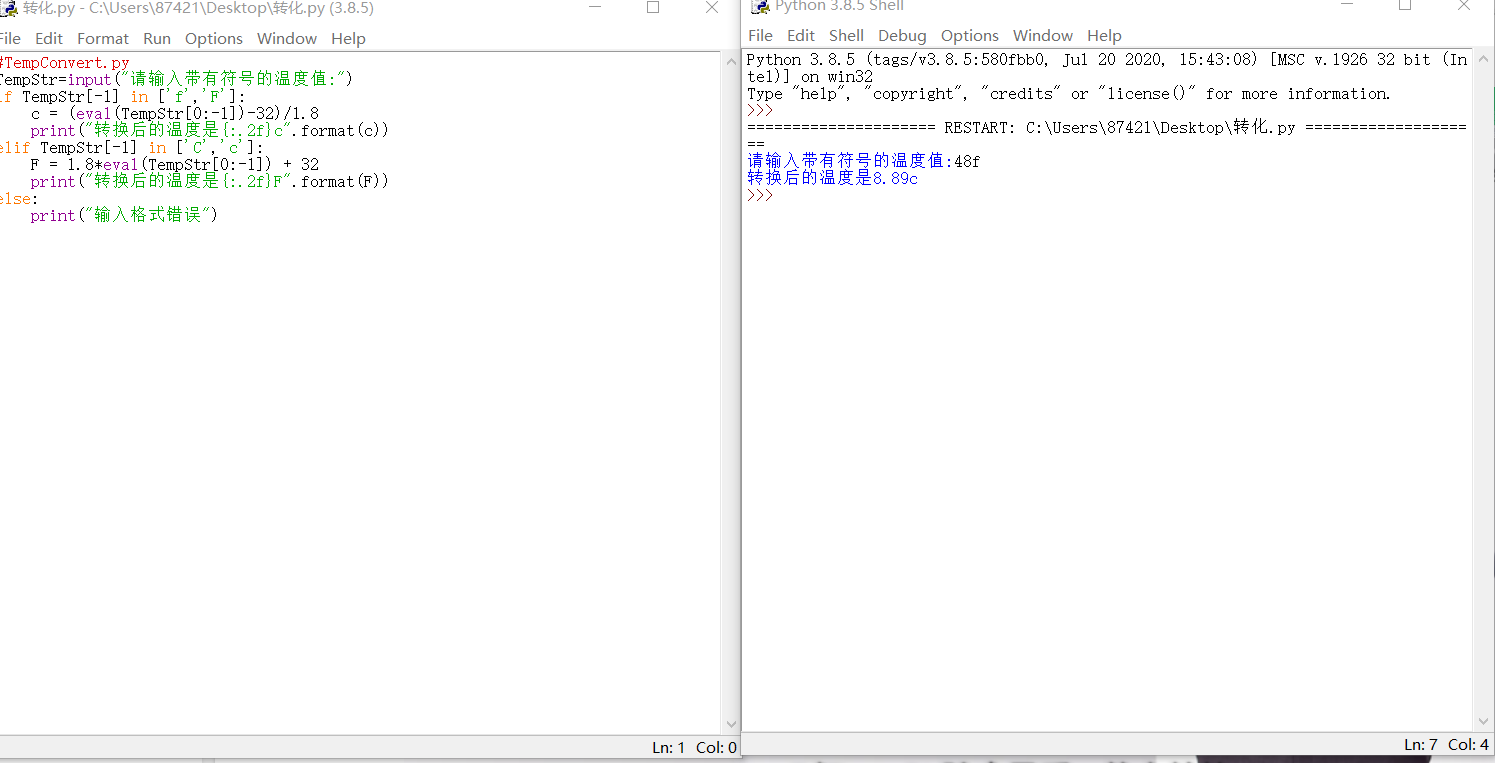 转化.py - C:\Users\87421\Desktop\转化.py (3.8.5)
File Edit Format Run Options Window Help
#TempConvert.py
TempStr=input("请输入带有符号的温度值:")
if TempStr[-1] in ['f','F']:
    c = (eval(TempStr[0:-1])-32)/1.8
    print("转换后的温度是{:.2f}c".format(c))
elif TempStr[-1] in ['C','c']:
    F = 1.8*eval(TempStr[0:-1]) + 32
    print("转换后的温度是{:.2f}F".format(F))
else:
    print("输入格式错误")
Ln: 1 Col: 0
Python 3.8.5 Shell
File Edit Shell Debug Options Window Help
Python 3.8.5 (tags/v3.8.5:580fbb0, Jul 20 2020, 15:43:08) [MSC v.1926 32 bit (In
tel)] on win32
Type "help", "copyright", "credits" or "license()" for more information.
>>>
===================== RESTART: C:\Users\87421\Desktop\转化.py ==================
==
请输入带有符号的温度值:48f
转换后的温度是8.89c
>>>
Ln: 7 Col: 4